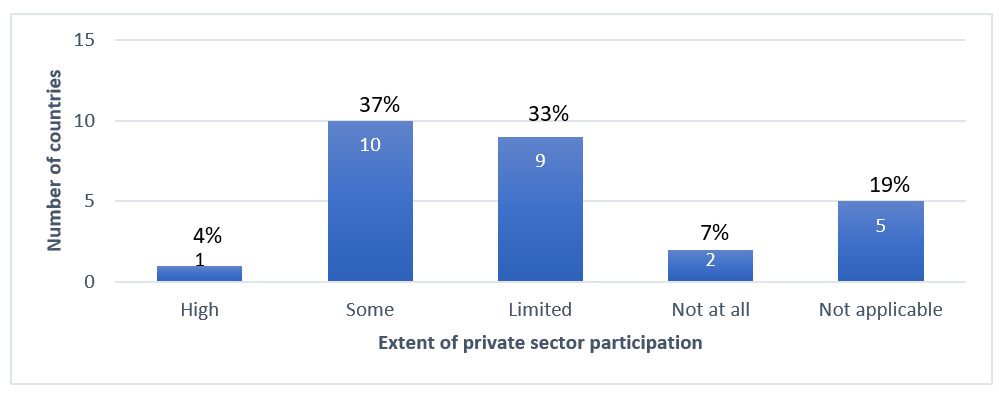 15
10
5
0
Number of countries
4%
1
37%
10
33%
9
7%
2
19%
5
High
Some
Limited
Not at all
Not applicable
Extent of private sector participation